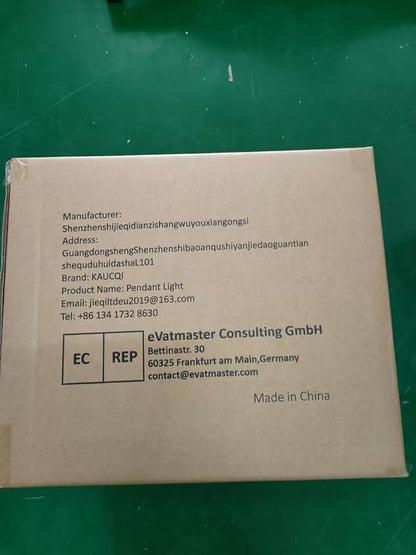 Manufacturer:
Shenzhenshijieqidianzishangwuyouxiangongsi
Address:
GuangdongshengShenzhenshibaoanqushiyanjiedaoguantian
shequduhuidashaL101
Brand: KAUCQI
Product Name: Pendant Light
Email: jieqiltdeu2019@163.com
Tel: +86 134 1732 8630
EC REP
eVatmaster Consulting GmbH
Bettinastr. 30
60325 Frankfurt am Main,Germany
contact@evatmaster.com
Made in China